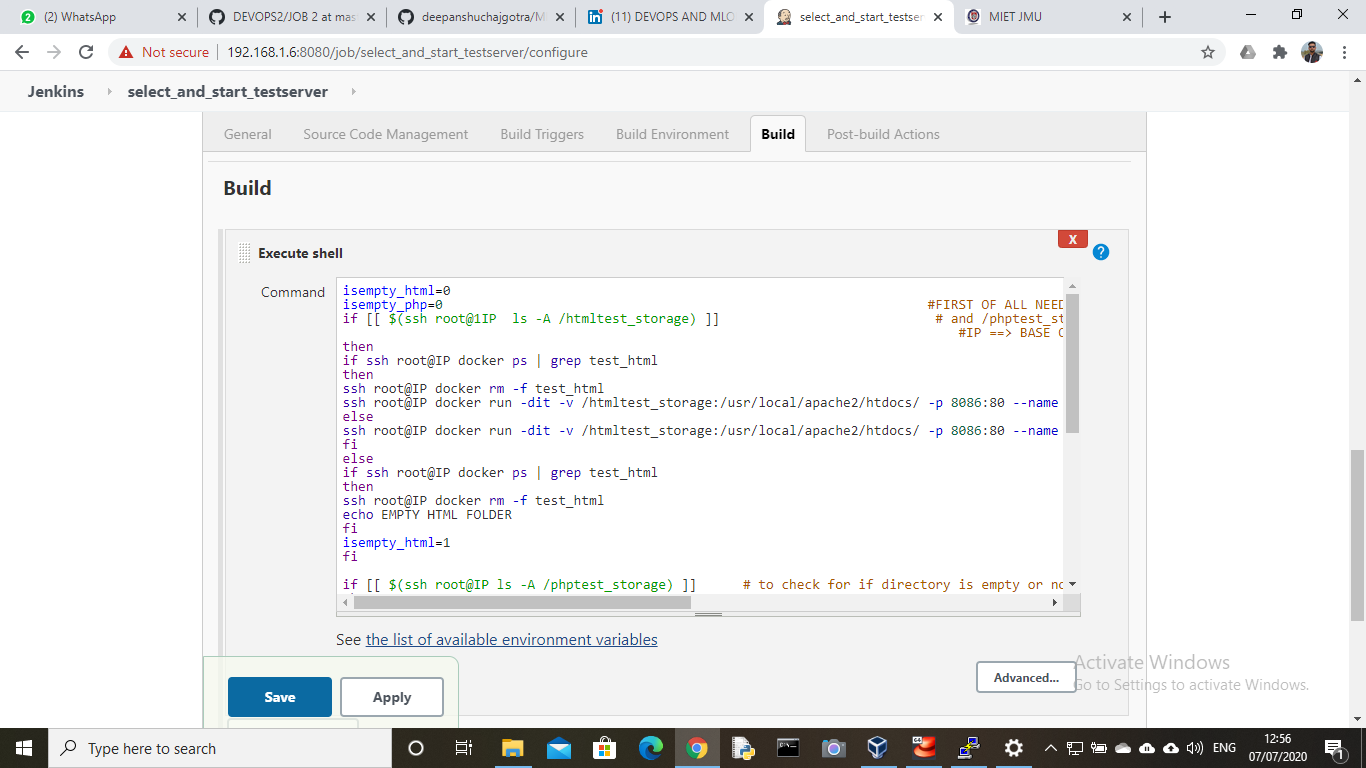 (2) WhatsApp
DEVOPS2/JOB 2 at mas
deepanshuchajgotra/M
(11) DEVOPS AND MLO
select_and_start_testser
MIET JMU
Not secure
192.168.1.6:8080/job/select_and_start_testserver/configure
Jenkins
select_and_start_testserver
General
Source Code Management
Build Triggers
Build Environment
Build
Post-build Actions
Build
Execute shell
X
?
Command
isempty_html=0
isempty_php=0 #FIRST OF ALL NEED
if [[ $(ssh root@1IP  ls -A /htmltest_storage) ]] # and /phptest_st
#IP ==> BASE
then
if ssh root@IP docker ps | grep test_html
then
ssh root@IP docker rm -f test_html
ssh root@IP docker run -dit -v /htmltest_storage:/usr/local/apache2/htdocs/ -p 8086:80 --name
else
ssh root@IP docker run -dit -v /htmltest_storage:/usr/local/apache2/htdocs/ -p 8086:80 --name
fi
else
if ssh root@IP docker ps | grep test_html
then
ssh root@IP docker rm -f test_html
echo EMPTY HTML FOLDER
fi
isempty_html=1
fi
if [[ $(ssh root@IP ls -A /phptest_storage) ]] # to check for if directory is empty or
See the list of available environment variables
Advanced...
Save
Apply
Activate Windows
Go to Settings to activate Windows.
Type here to search
ENG
12:56
07/07/2020
1